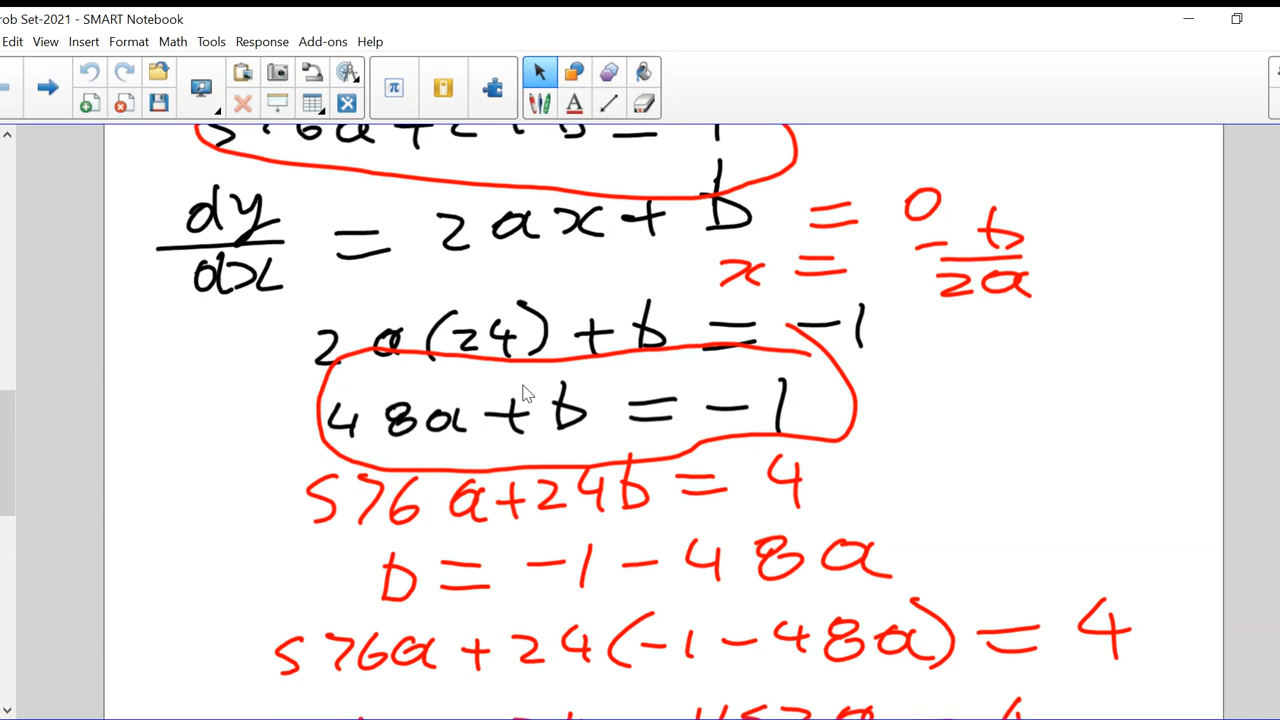 rob Set-2021 - SMART Notebook
Edit View Insert Format Math Tools Response Add-ons Help
dy/dx = 2ax + b = 0
x = -b/2a
2a(24) + b = -1
48a + b = -1
576a + 24b = 4
b = -1 - 48a
576a + 24(-1 - 48a) = 4